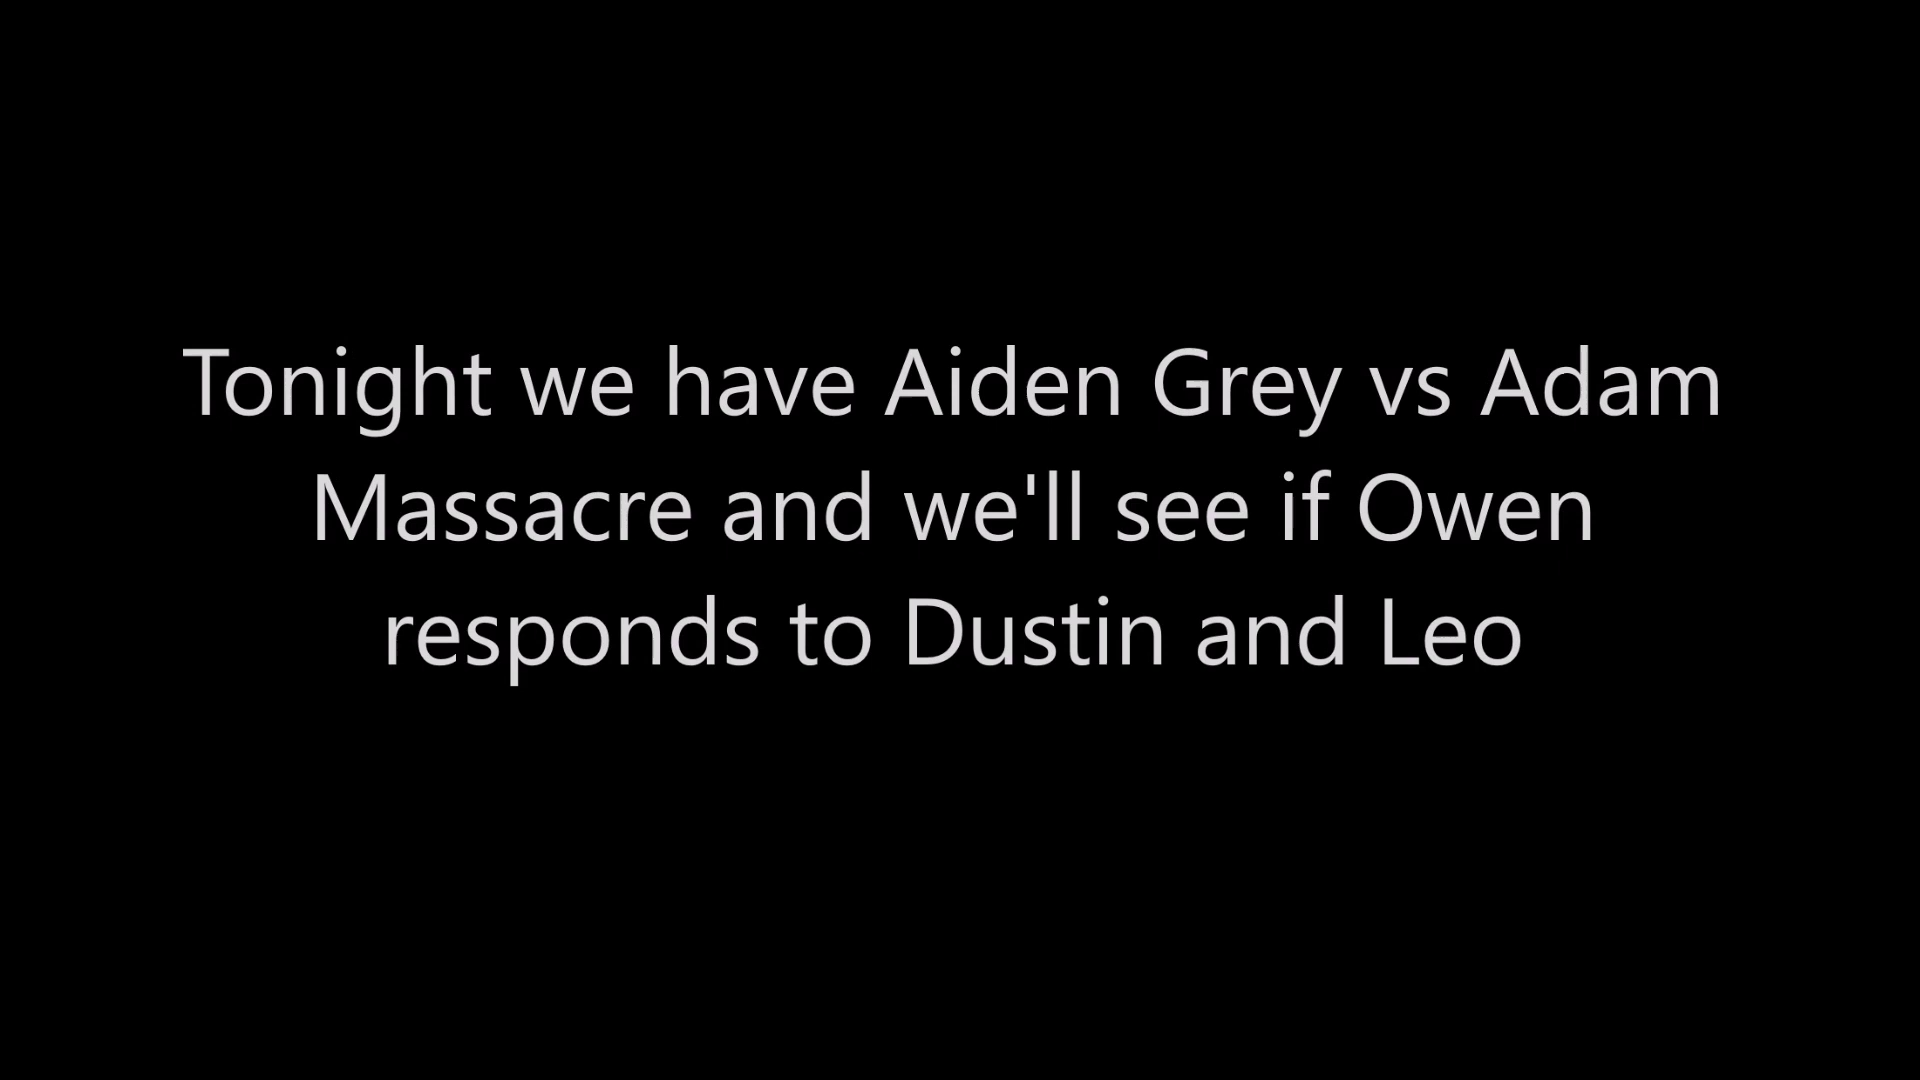 Tonight we have Aiden Grey vs Adam
Massacre and we'll see if Owen
responds to Dustin and Leo